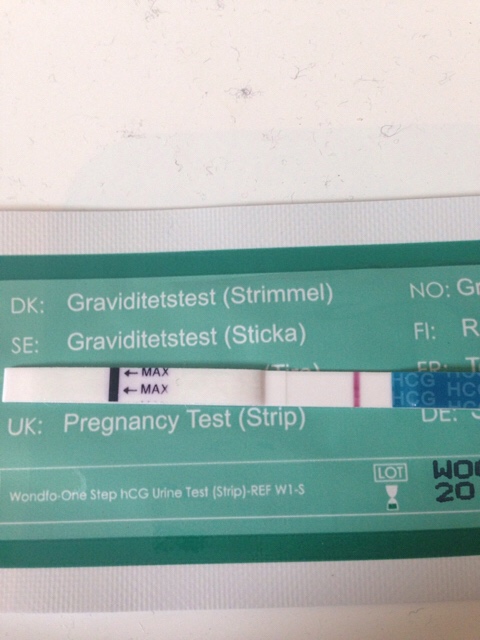 DK: Graviditetstest (Strimmel) NO:
SE: Graviditetstest (Sticka) FI:
← MAX
← MAX
HCG HC
HCG HC
UK: Pregnancy Test (Strip) DE:
LOT
Wondfo-One Step hCG Urine Test (Strip)-REF W1-S
W00
20